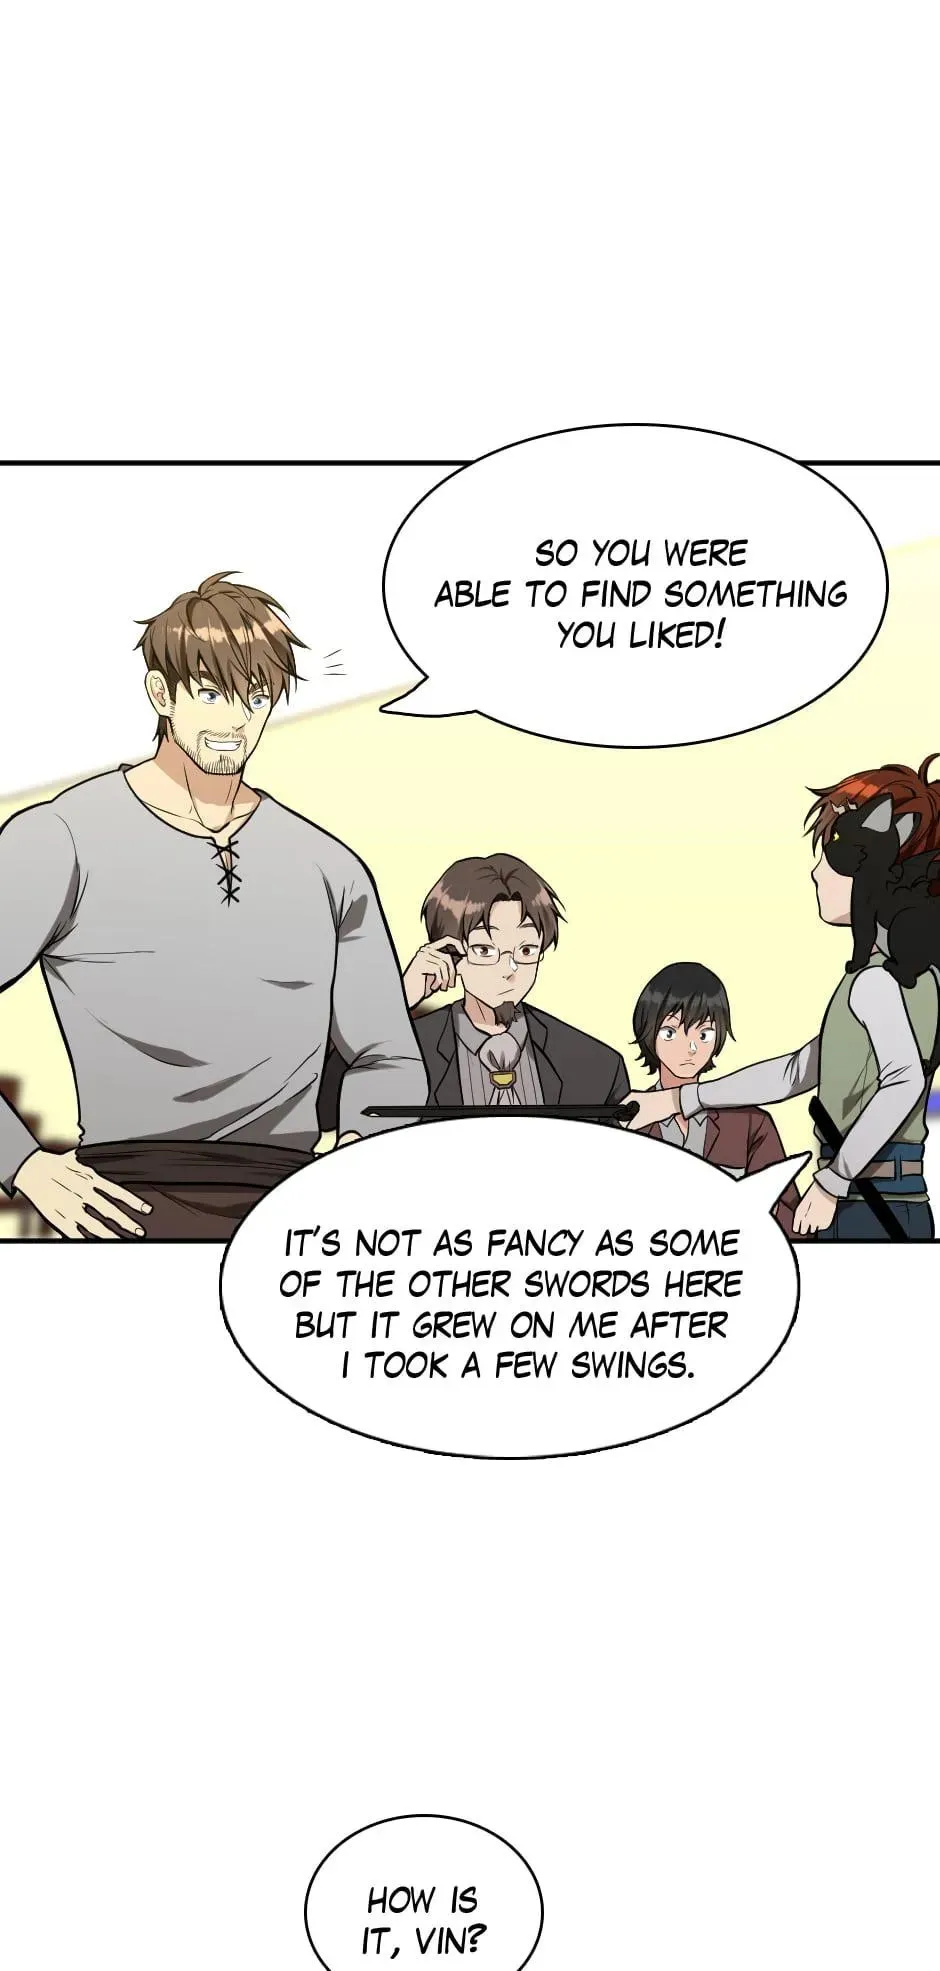 SO YOU WERE
ABLE TO FIND SOMETHING
YOU LIKED!
IT'S NOT AS FANCY AS SOME
OF THE OTHER SWORDS HERE
BUT IT GREW ON ME AFTER
I TOOK A FEW SWINGS.
HOW IS
IT, VIN?